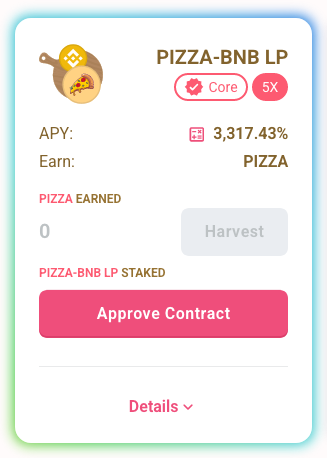 PIZZA-BNB LP
Core 5X
APY: 3,317.43%
Earn: PIZZA
PIZZA EARNED
0 Harvest
PIZZA-BNB LP STAKED
Approve Contract
Details